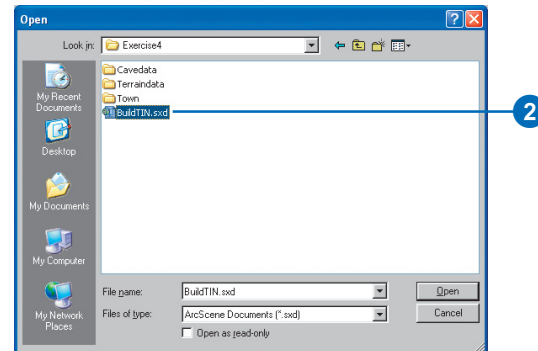 Open
Look in: Exercise4
My Recent Documents
Desktop
My Documents
My Computer
My Network Places
Cavedata
Terraindata
Town
BuildTIN.sxd
2
File name: BuildTIN.sxd Open
Files of type: ArcScene Documents (*.sxd) Cancel
Open as read-only